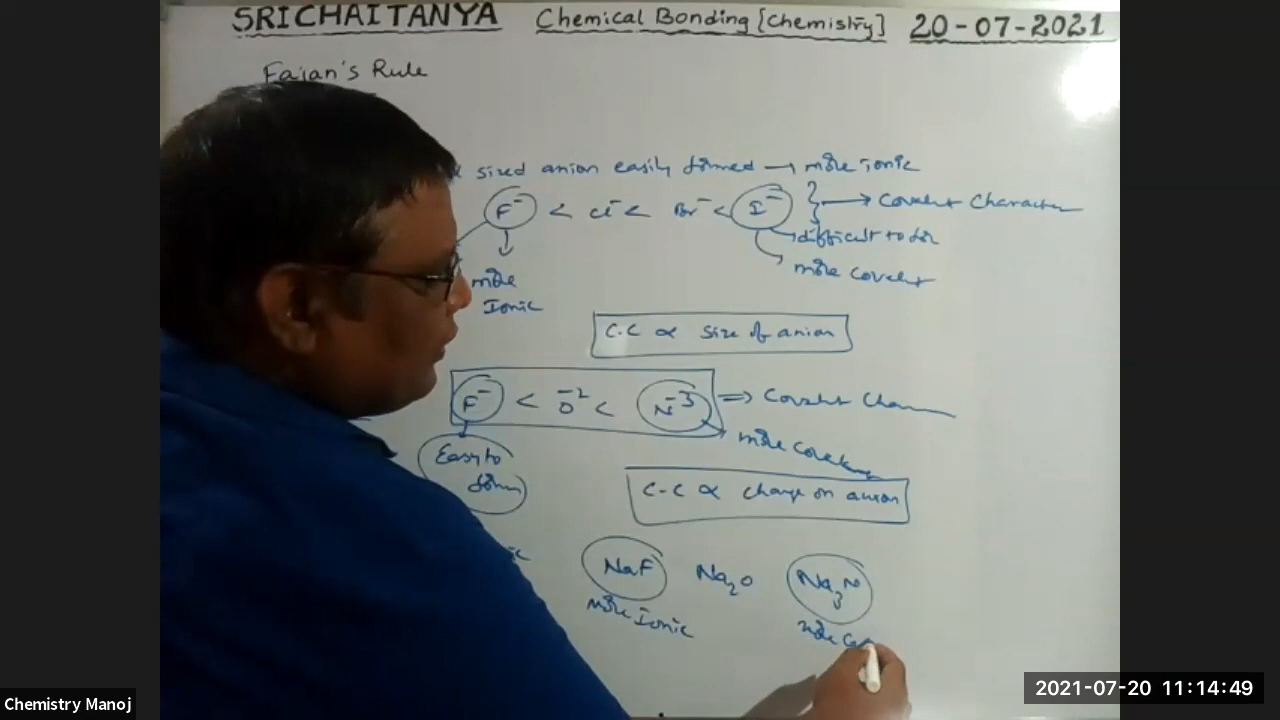 SRICHAITANYA Chemical Bonding [Chemistry] 20-07-2021
Fajan's Rule
sized anion easily formed → more ionic
F⁻ < Cl⁻ < Br⁻ < I⁻ } → Covalent Character
difficult to for
more Covalent
more
Ionic
C.C ∝ Size of anion
F⁻ < O⁻² < N⁻³ ⇒ Covalent Charac
more Covalent
Easy to
form
C.C ∝ charge on anion
NaF Na₂O Na₃N
more Ionic
more Co
Chemistry Manoj
2021-07-20 11:14:49